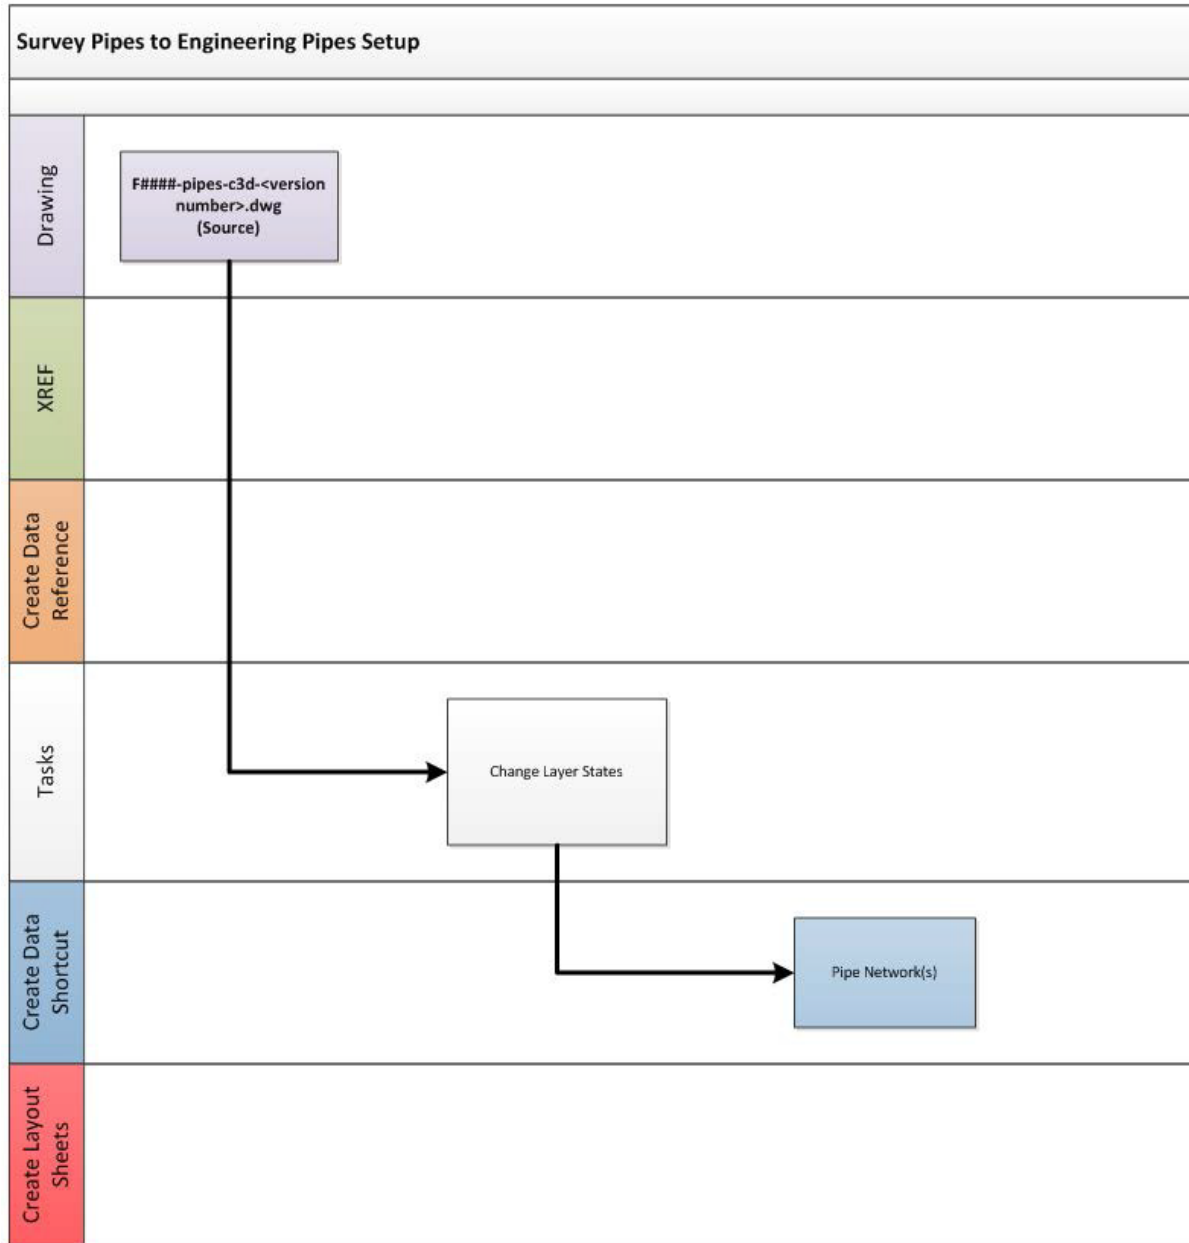 Survey Pipes to Engineering Pipes Setup
Drawing
F####-pipes-c3d-<version
number>.dwg
(Source)
XREF
Create Data
Reference
Tasks
Change Layer States
Create Data
Shortcut
Pipe Network(s)
Create Layout
Sheets